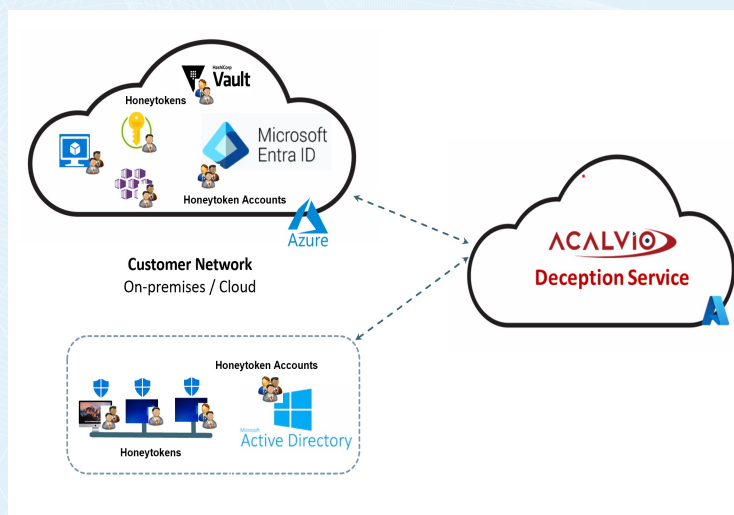 HashiCorp
Vault
Honeytokens
Microsoft
Entra ID
Honeytoken Accounts
Azure
Customer Network
On-premises / Cloud
ACALVIO
Deception Service
Honeytoken Accounts
Microsoft
Active Directory
Honeytokens